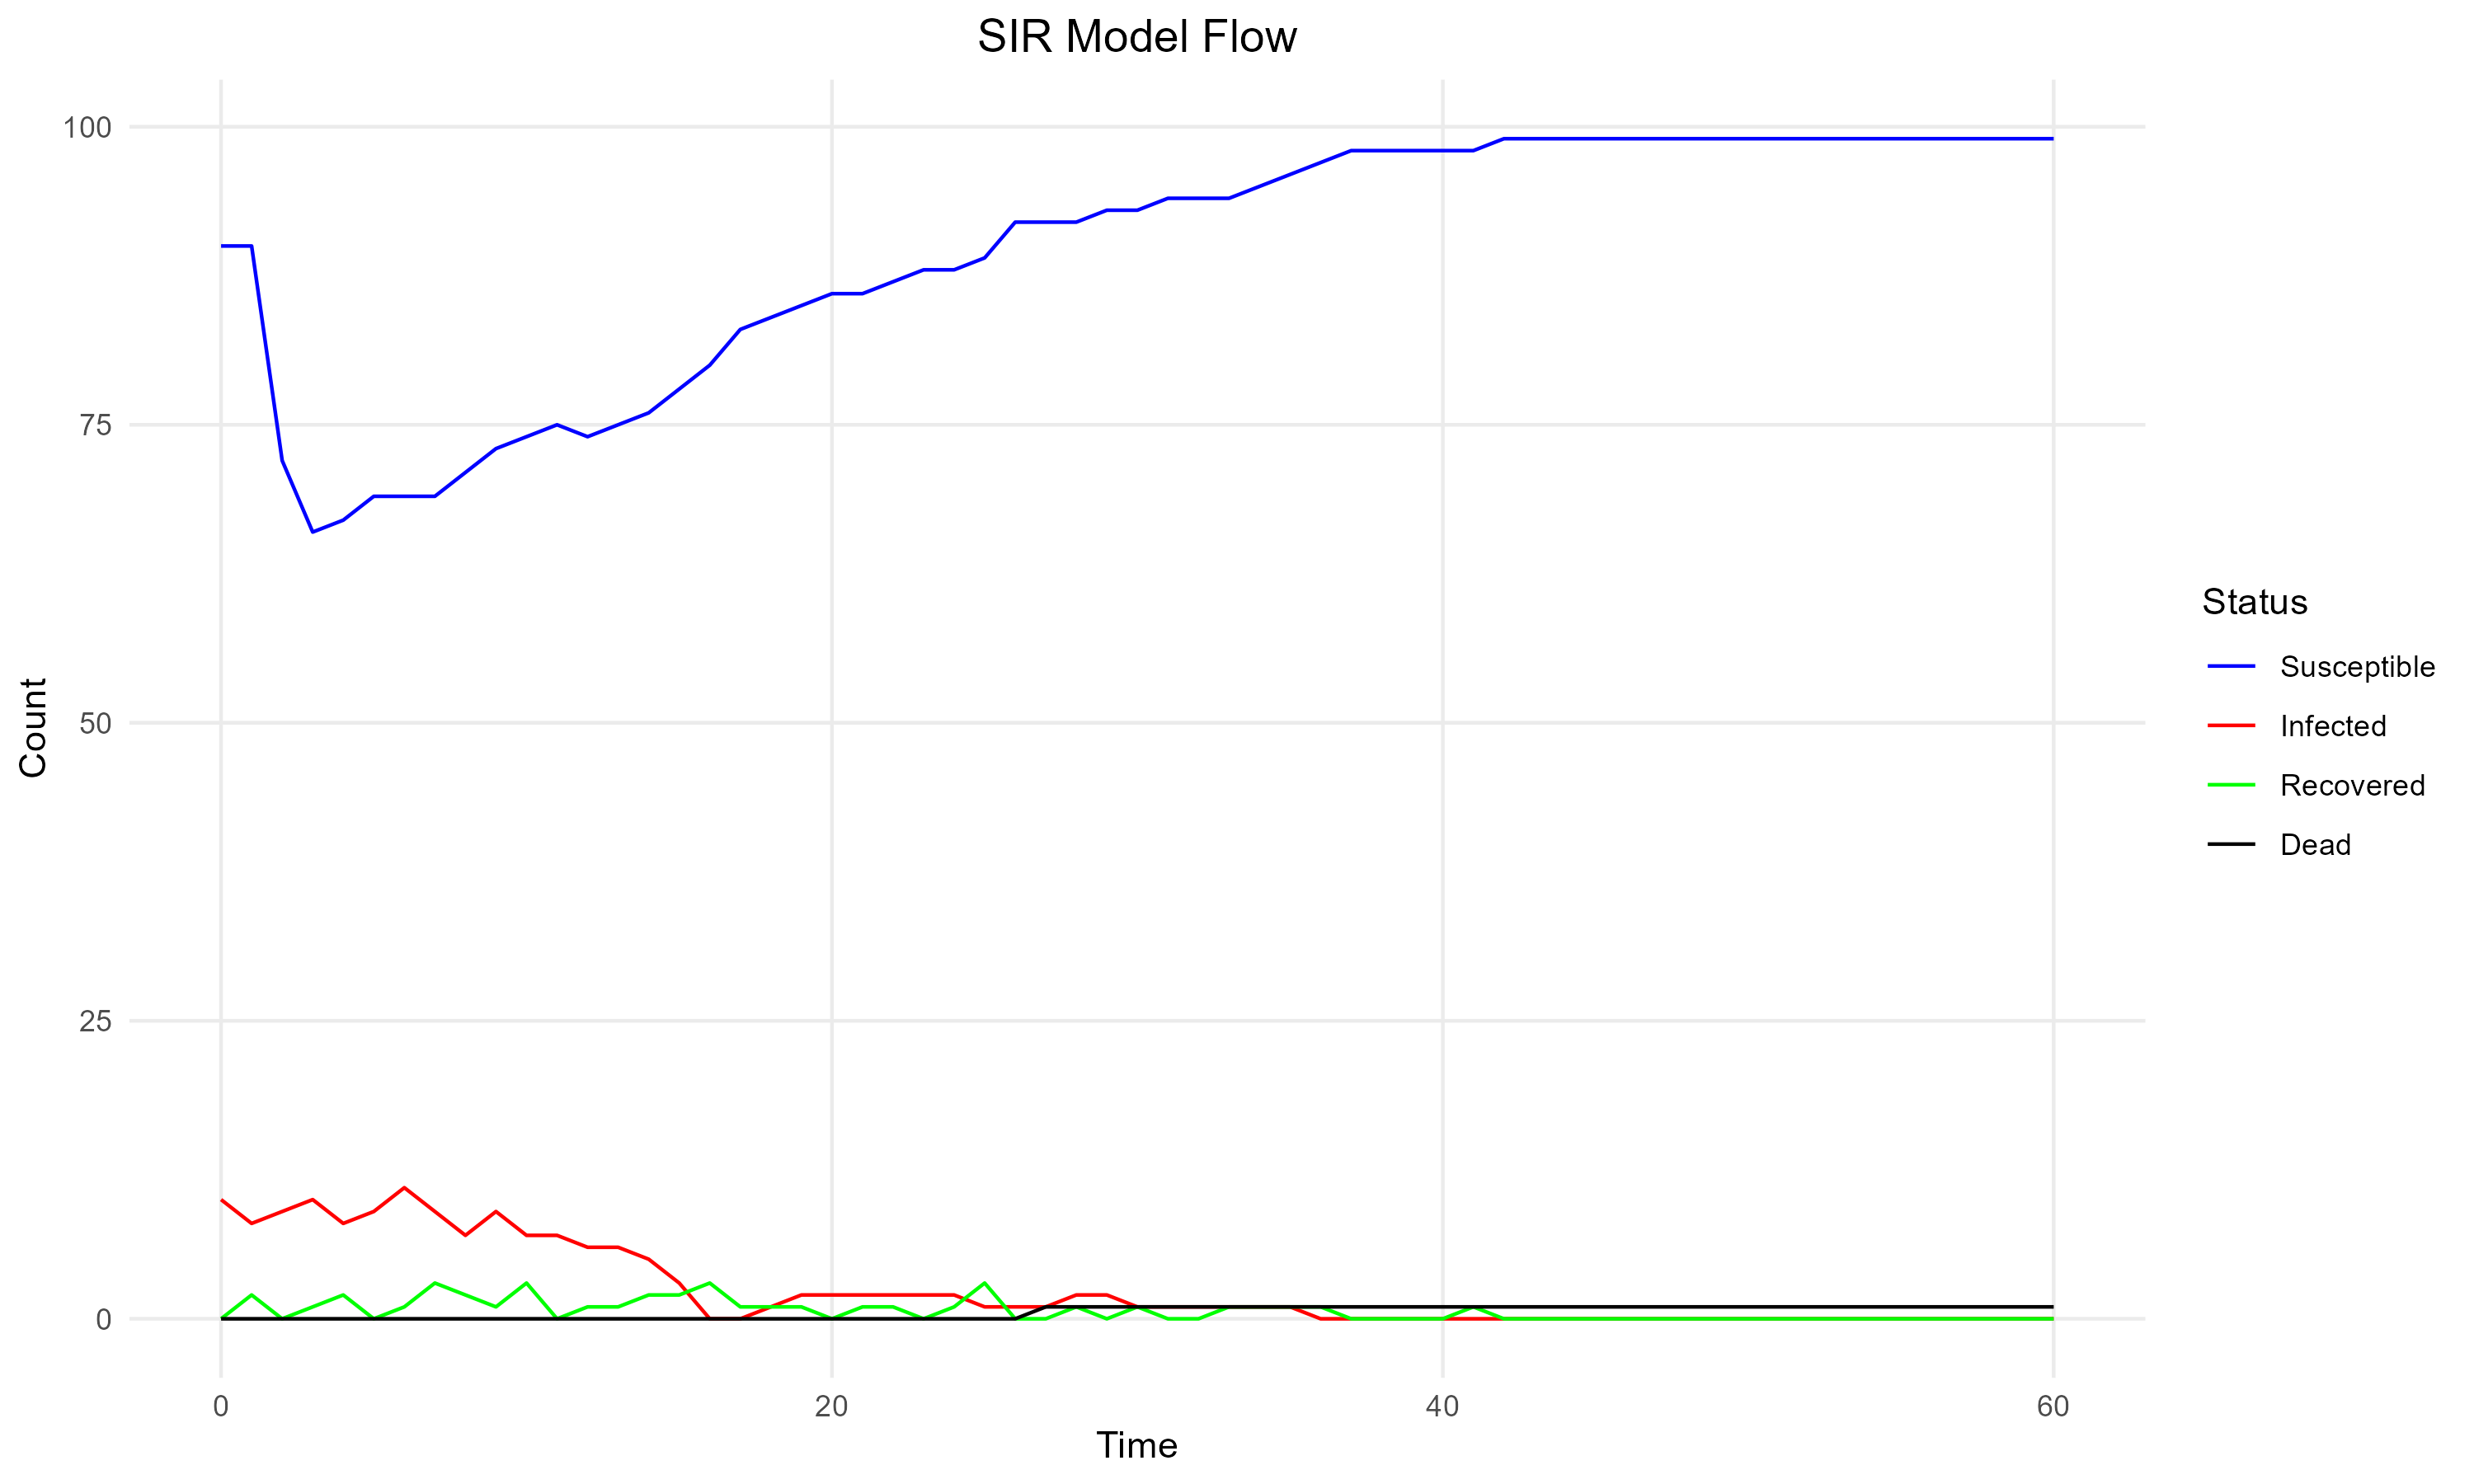 SIR Model Flow
100
75
50
25
0
Count
0 20 40 60
Time
Status
Susceptible
Infected
Recovered
Dead